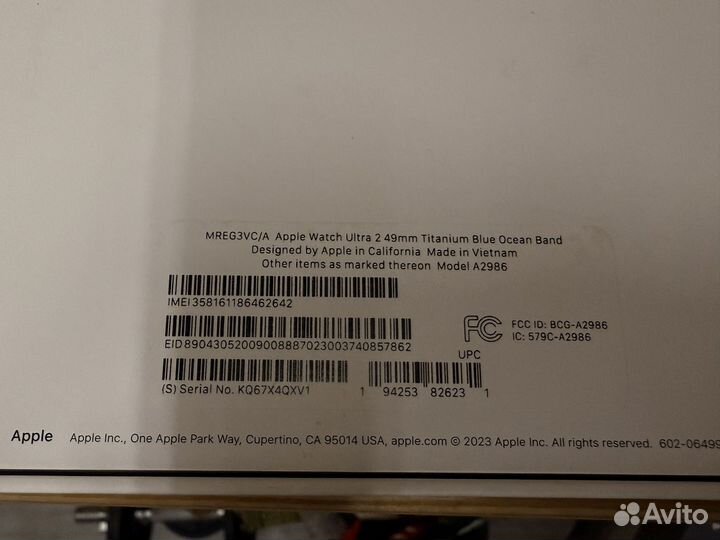 MREG3VC/A Apple Watch Ultra 2 49mm Titanium Blue Ocean Band
Designed by Apple in California Made in Vietnam
Other items as marked thereon Model A2986
IMEI 358161186462642
FCC ID: BCG-A2986
IC: 579C-A2986
EID 89043052009008887023003740857862
UPC
(S) Serial No. KQ67X4QXV1
1 94253 82623 1
Apple Apple Inc., One Apple Park Way, Cupertino, CA 95014 USA, apple.com © 2023 Apple Inc. All rights reserved. 602-06499
Avito